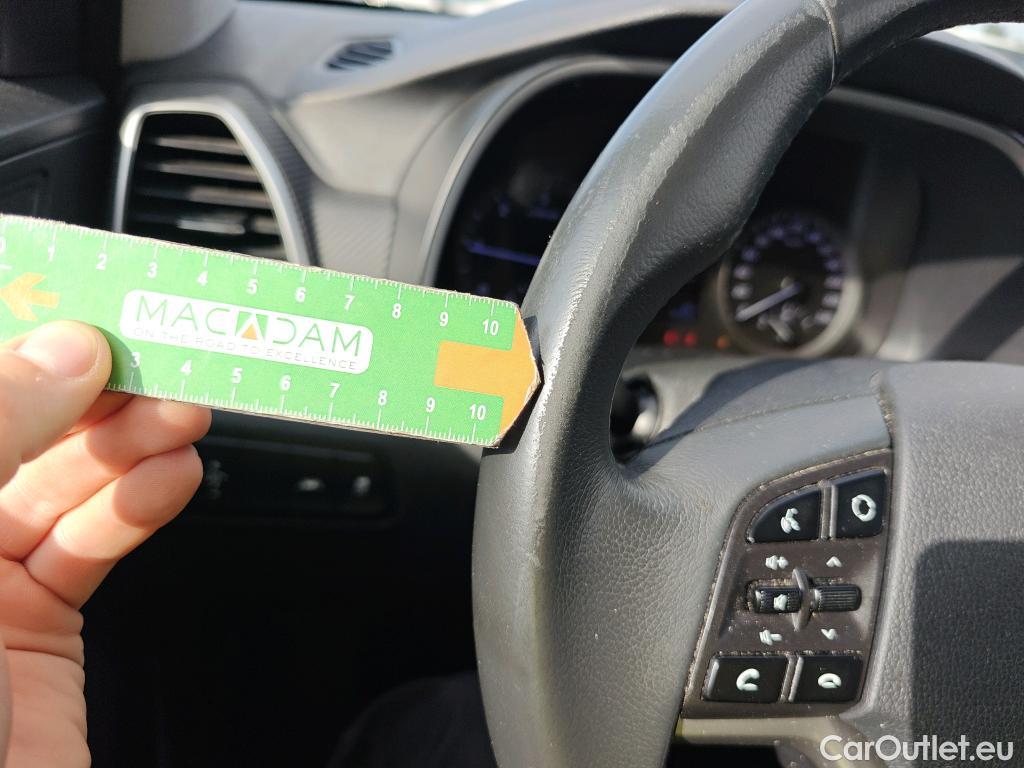 0 1 2 3 4 5 6 7 8 9 10
MACADAM
ON THE ROAD TO EXCELLENCE
3 4 5 6 7 8 9 10
CarOutlet.eu